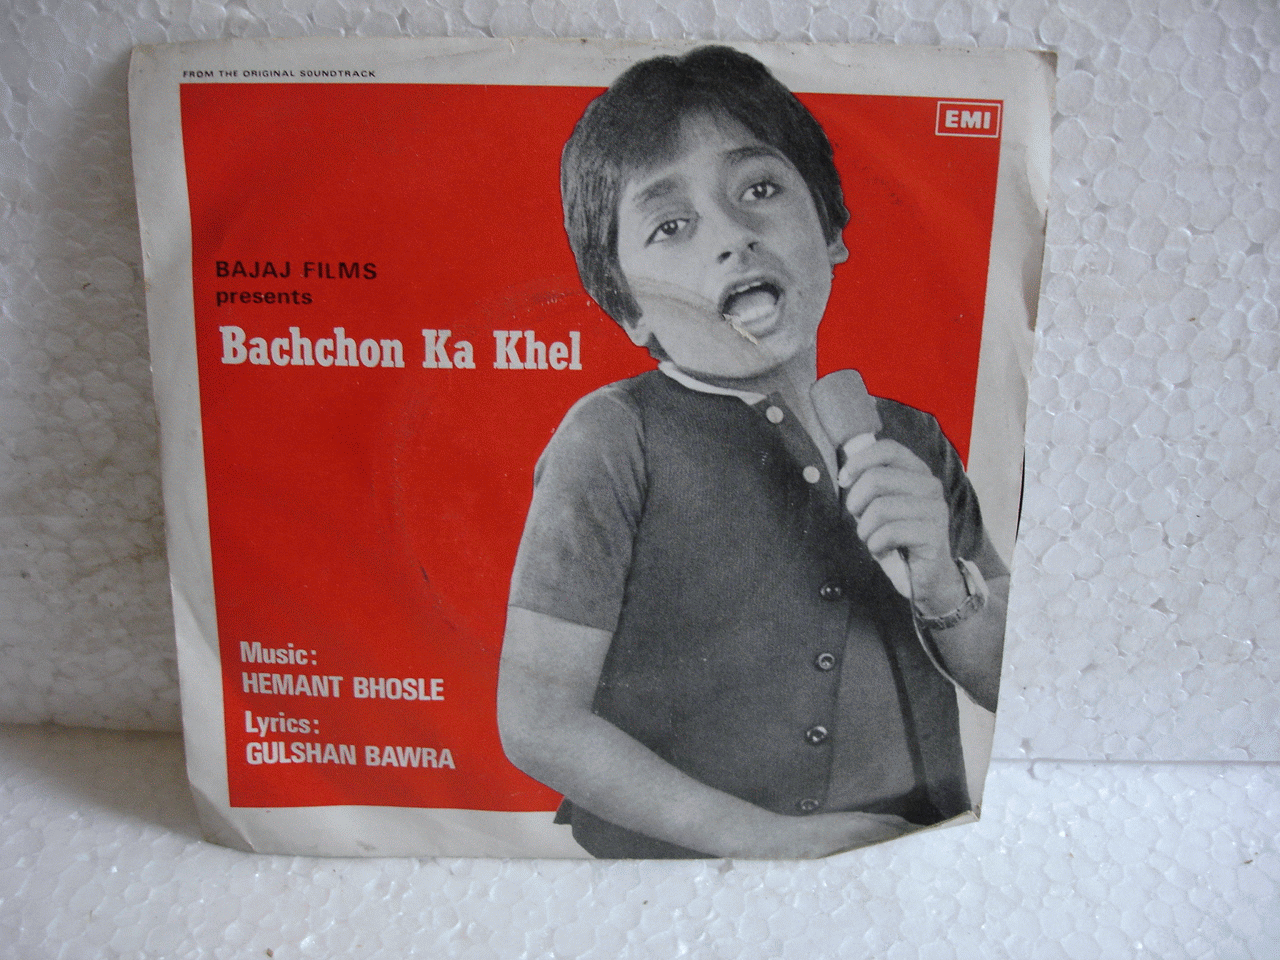 FROM THE ORIGINAL SOUNDTRACK
EMI
BAJAJ FILMS
presents
Bachchon Ka Khel
Music:
HEMANT BHOSLE
Lyrics:
GULSHAN BAWRA